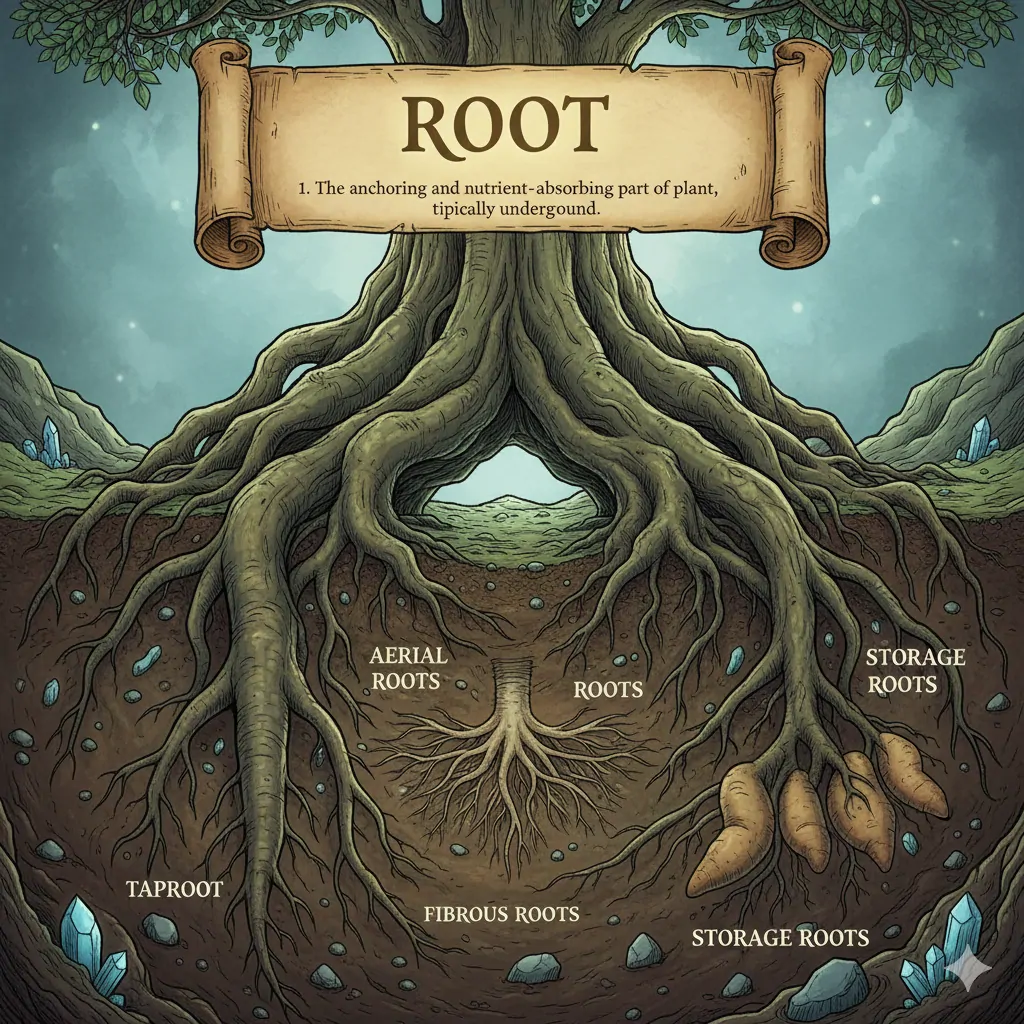 ROOT
1. The anchoring and nutrient-absorbing part of plant,
tipically undergound.
AERIAL
ROOTS
ROOTS
STORAGE
ROOTS
TAPROOT
FIBROUS ROOTS
STORAGE ROOTS